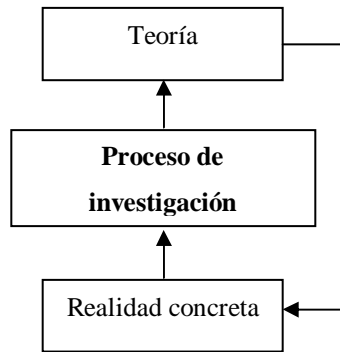 Teoría
Proceso de
investigación
Realidad concreta